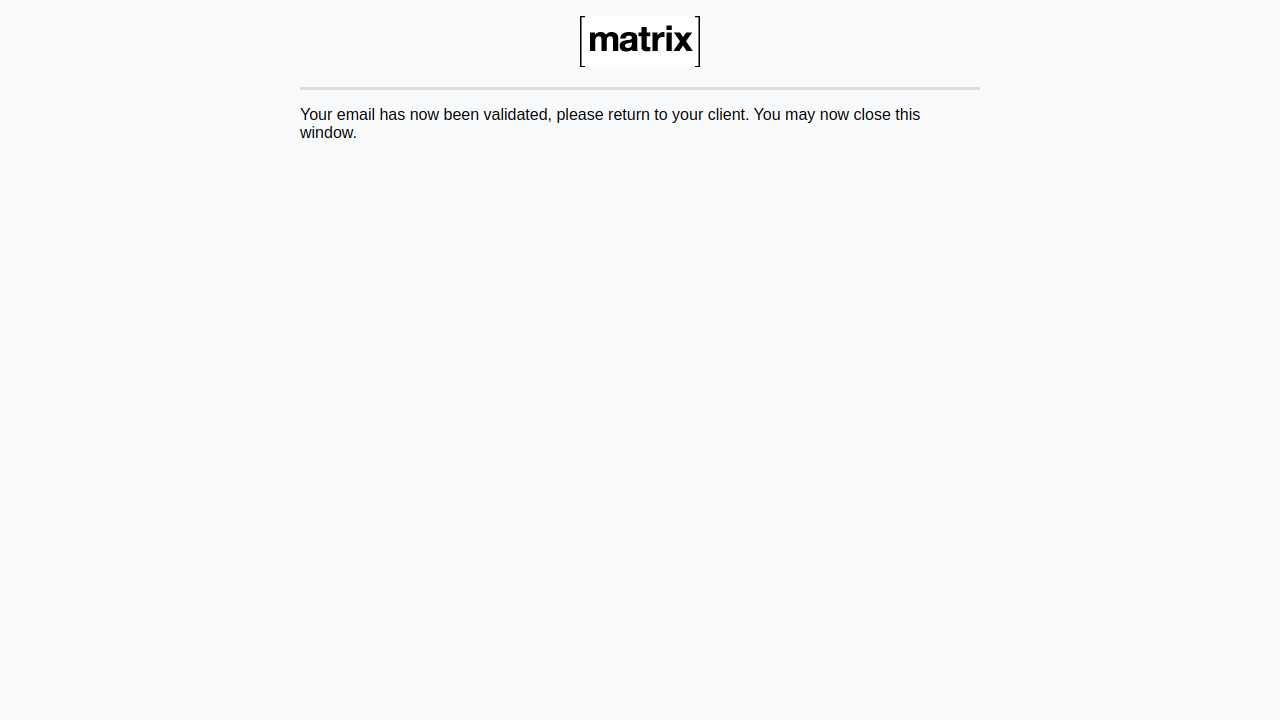 [matrix]
Your email has now been validated, please return to your client. You may now close this
window.